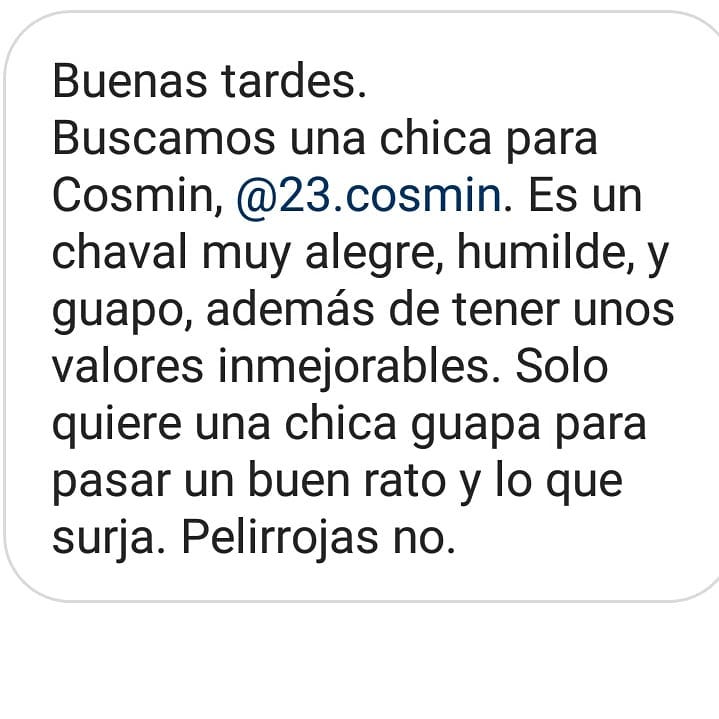 Buenas tardes.
Buscamos una chica para
Cosmin, @23.cosmin. Es un
chaval muy alegre, humilde, y
guapo, además de tener unos
valores inmejorables. Solo
quiere una chica guapa para
pasar un buen rato y lo que
surja. Pelirrojas no.